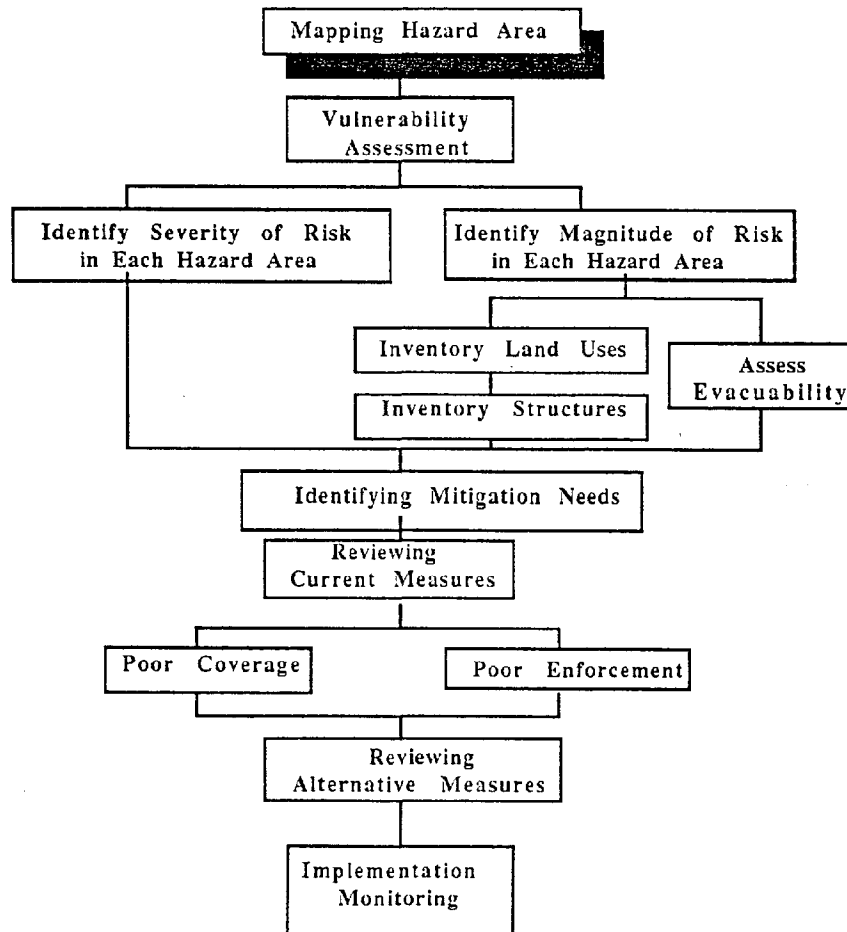 Mapping Hazard Area
Vulnerability
Assessment
Identify Severity of Risk
in Each Hazard Area
Identify Magnitude of Risk
in Each Hazard Area
Inventory Land Uses
Assess
Evacuability
Inventory Structures
Identifying Mitigation Needs
Reviewing
Current Measures
Poor Coverage
Poor Enforcement
Reviewing
Alternative Measures
Implementation
Monitoring